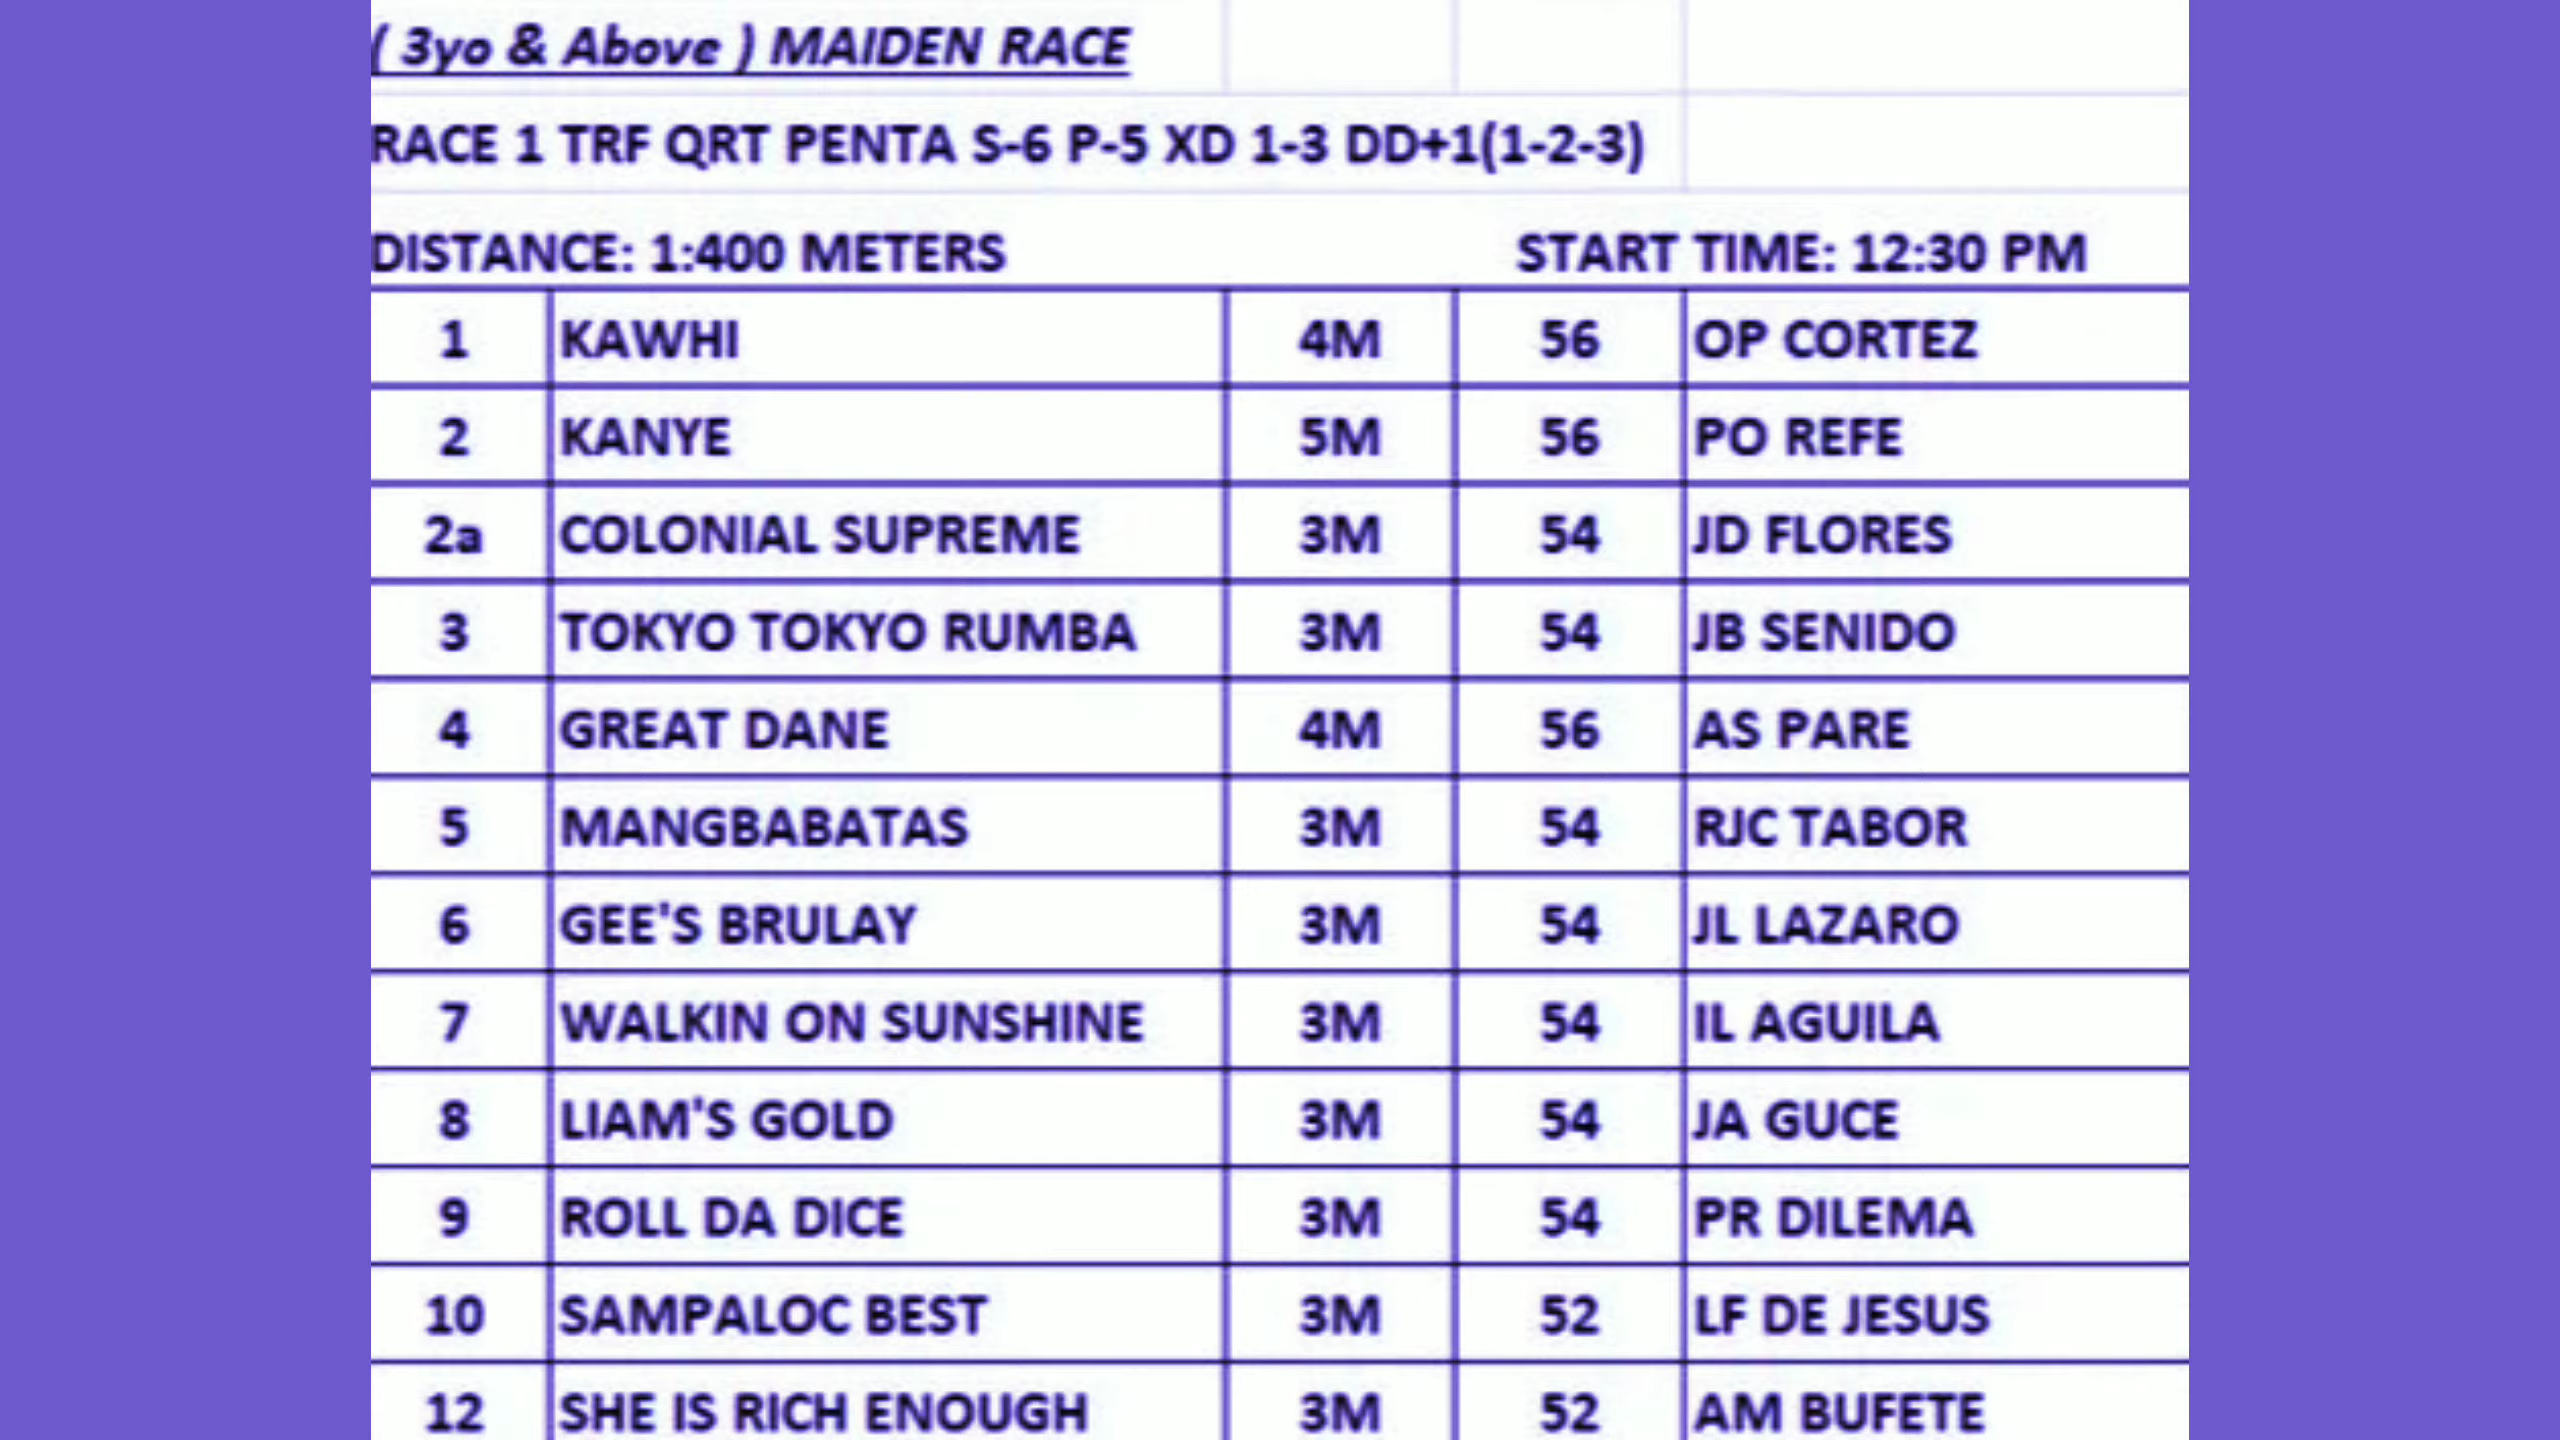 ( 3yo & Above ) MAIDEN RACE
RACE 1 TRF QRT PENTA S-6 P-5 XD 1-3 DD+1(1-2-3)
DISTANCE: 1:400 METERS START TIME: 12:30 PM
1 KAWHI 4M 56 OP CORTEZ
2 KANYE 5M 56 PO REFE
2a COLONIAL SUPREME 3M 54 JD FLORES
3 TOKYO TOKYO RUMBA 3M 54 JB SENIDO
4 GREAT DANE 4M 56 AS PARE
5 MANGBABATAS 3M 54 RJC TABOR
6 GEE'S BRULAY 3M 54 JL LAZARO
7 WALKIN ON SUNSHINE 3M 54 IL AGUILA
8 LIAM'S GOLD 3M 54 JA GUCE
9 ROLL DA DICE 3M 54 PR DILEMA
10 SAMPALOC BEST 3M 52 LF DE JESUS
12 SHE IS RICH ENOUGH 3M 52 AM BUFETE